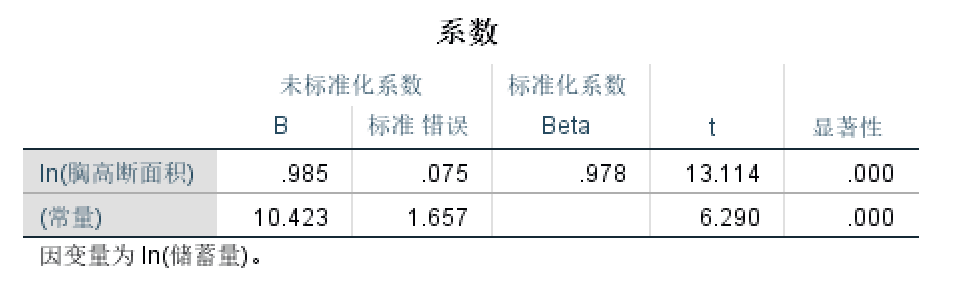 系数
未标准化系数 标准化系数
B 标准 错误 Beta t 显著性
ln(胸高断面积) .985 .075 .978 13.114 .000
(常量) 10.423 1.657 6.290 .000
因变量为 ln(储蓄量)。